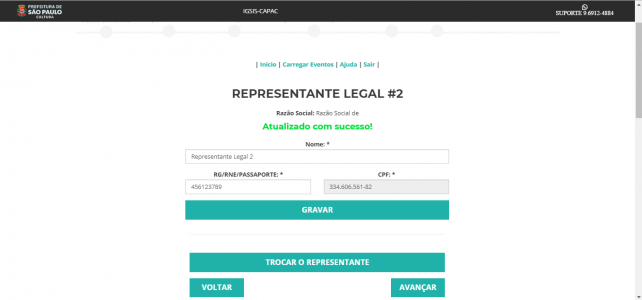 PREFEITURA DE
SÃO PAULO
CULTURA
IGSIS-CAPAC
SUPORTE 9 6912-4884
| Início | Carregar Eventos | Ajuda | Sair |
REPRESENTANTE LEGAL #2
Razão Social: Razão Social de
Atualizado com sucesso!
Nome: *
Representante Legal 2
RG/RNE/PASSAPORTE: * CPF: *
456123789 334.606.561-82
GRAVAR
TROCAR O REPRESENTANTE
VOLTAR AVANÇAR